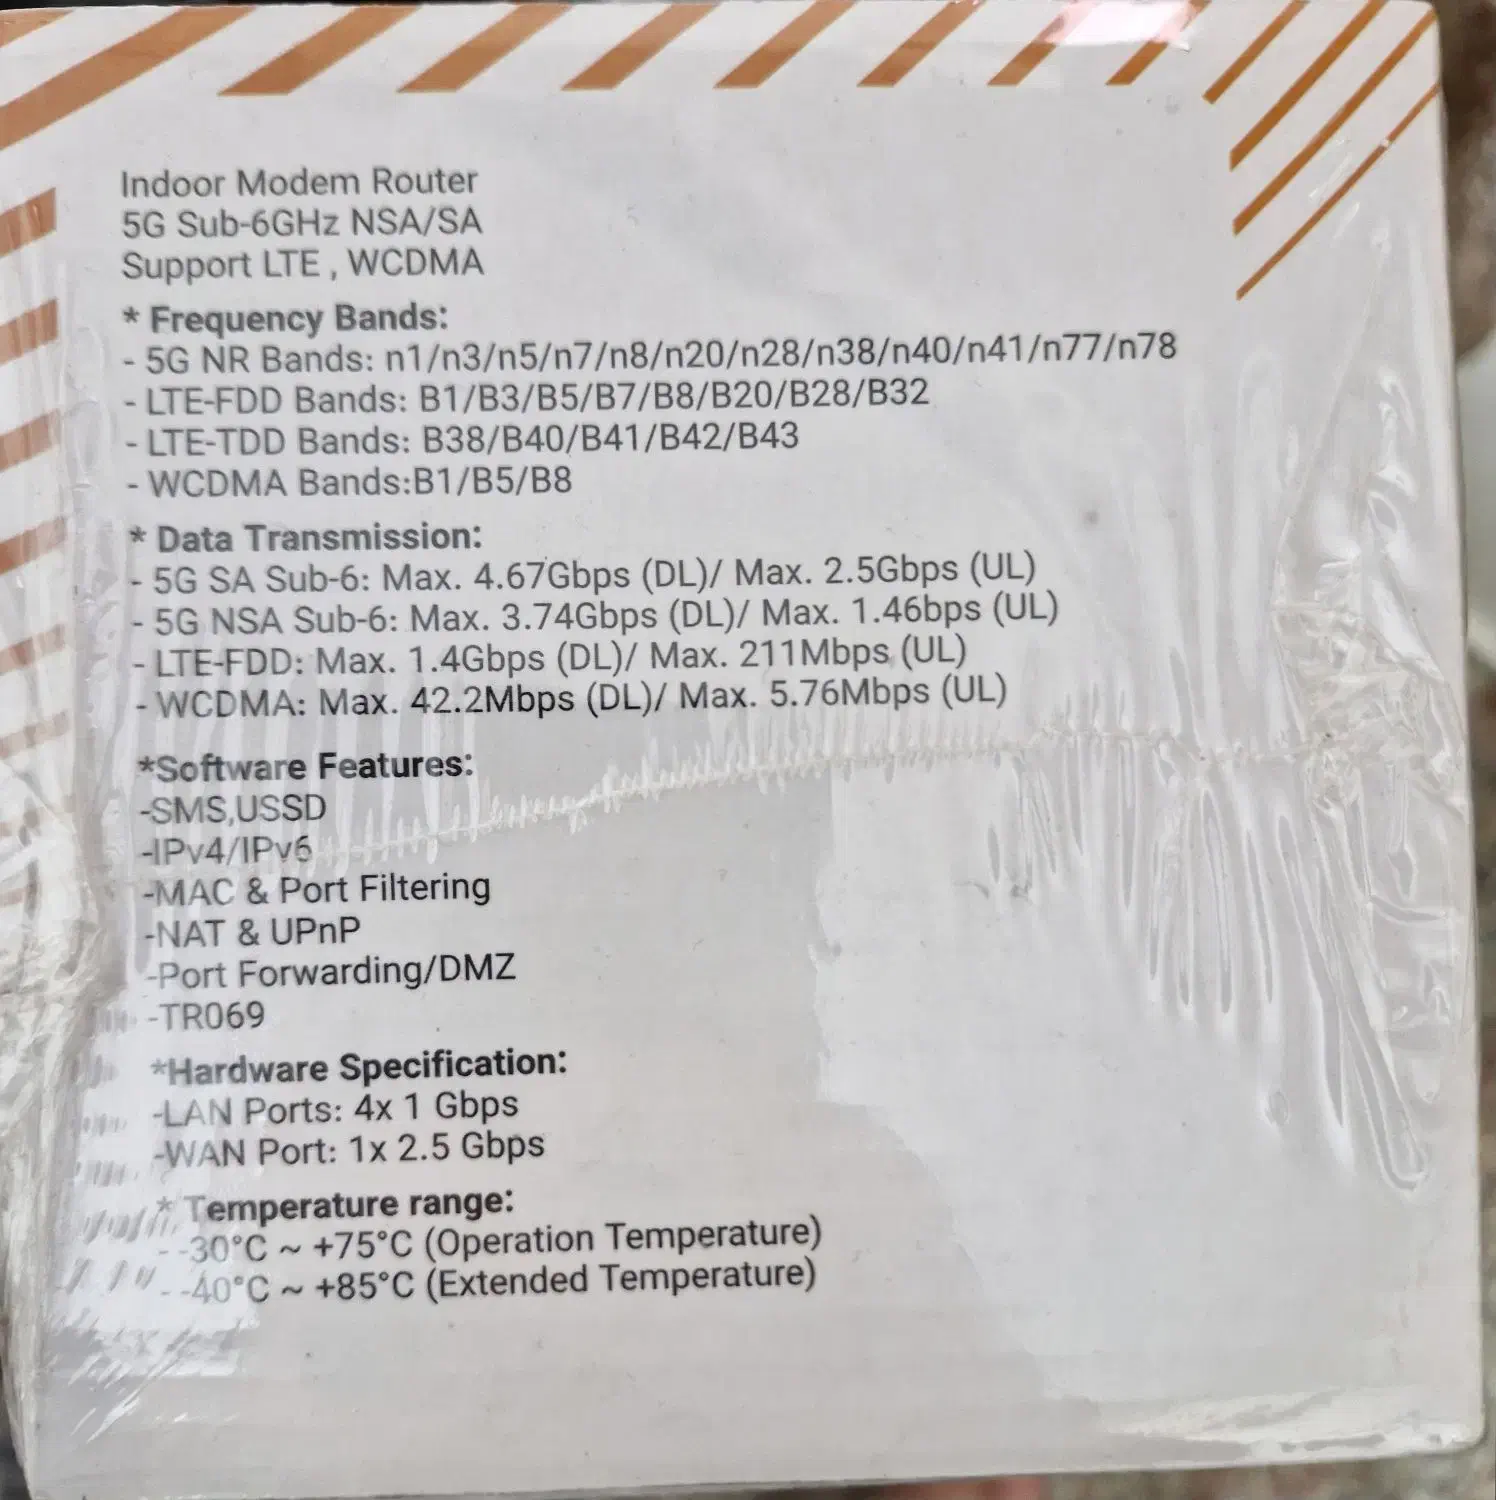 Indoor Modem Router
5G Sub-6GHz NSA/SA
Support LTE , WCDMA
* Frequency Bands:
- 5G NR Bands: n1/n3/n5/n7/n8/n20/n28/n38/n40/n41/n77/n78
- LTE-FDD Bands: B1/B3/B5/B7/B8/B20/B28/B32
- LTE-TDD Bands: B38/B40/B41/B42/B43
- WCDMA Bands:B1/B5/B8
* Data Transmission:
- 5G SA Sub-6: Max. 4.67Gbps (DL)/ Max. 2.5Gbps (UL)
- 5G NSA Sub-6: Max. 3.74Gbps (DL)/ Max. 1.46bps (UL)
- LTE-FDD: Max. 1.4Gbps (DL)/ Max. 211Mbps (UL)
- WCDMA: Max. 42.2Mbps (DL)/ Max. 5.76Mbps (UL)
*Software Features:
-SMS,USSD
-IPv4/IPv6
-MAC & Port Filtering
-NAT & UPnP
-Port Forwarding/DMZ
-TR069
*Hardware Specification:
-LAN Ports: 4x 1 Gbps
-WAN Port: 1x 2.5 Gbps
* Temperature range:
- -30°C ~ +75°C (Operation Temperature)
- -40°C ~ +85°C (Extended Temperature)